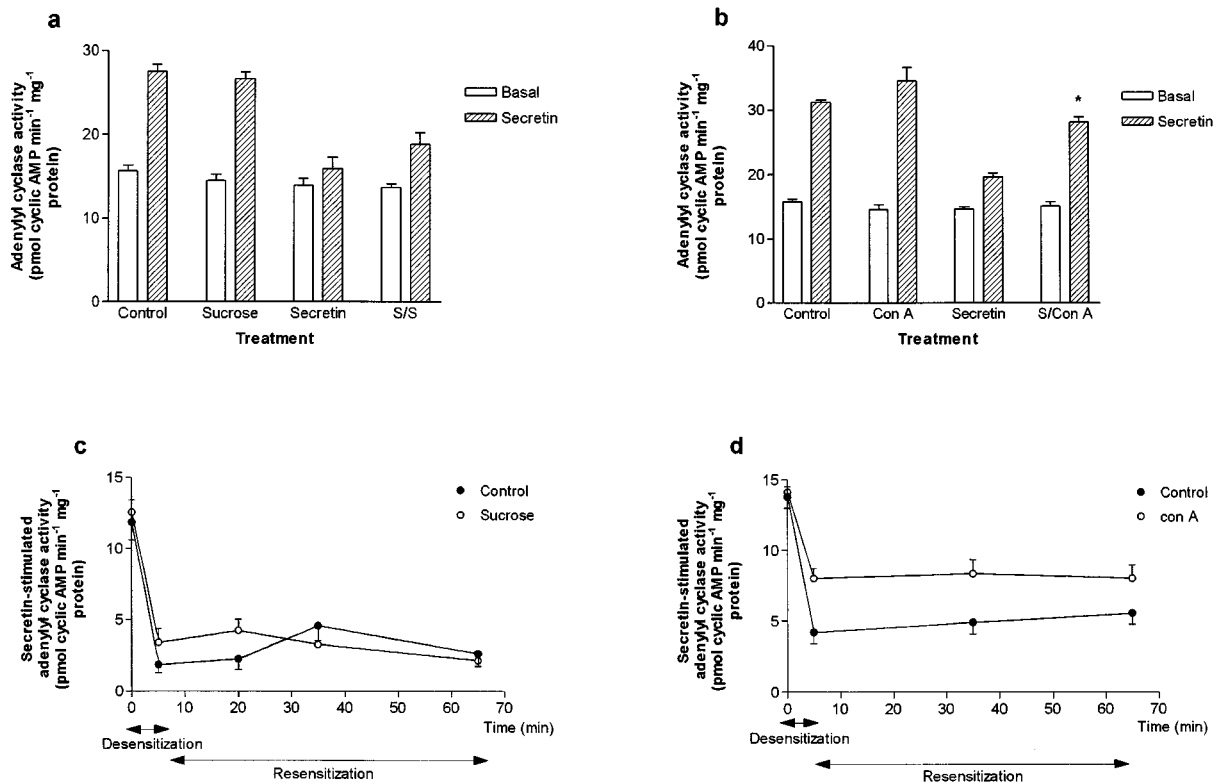 a
Adenylyl cyclase activity
(pmol cyclic AMP min-1 mg-1
protein)
30
20
10
0
Basal
Secretin
Control Sucrose Secretin S/S
Treatment
b
Adenylyl cyclase activity
(pmol cyclic AMP min-1 mg-1
protein)
40
30
20
10
0
*
Basal
Secretin
Control Con A Secretin S/Con A
Treatment
c
Secretin-stimulated
adenylyl cyclase activity
(pmol cyclic AMP min-1 mg-1
protein)
15
10
5
0
Control
Sucrose
0 10 20 30 40 50 60 70
Time (min)
Desensitization
Resensitization
d
Secretin-stimulated
adenylyl cyclase activity
(pmol cyclic AMP min-1 mg-1
protein)
15
10
5
0
Control
con A
0 10 20 30 40 50 60 70
Time (min)
Desensitization
Resensitization